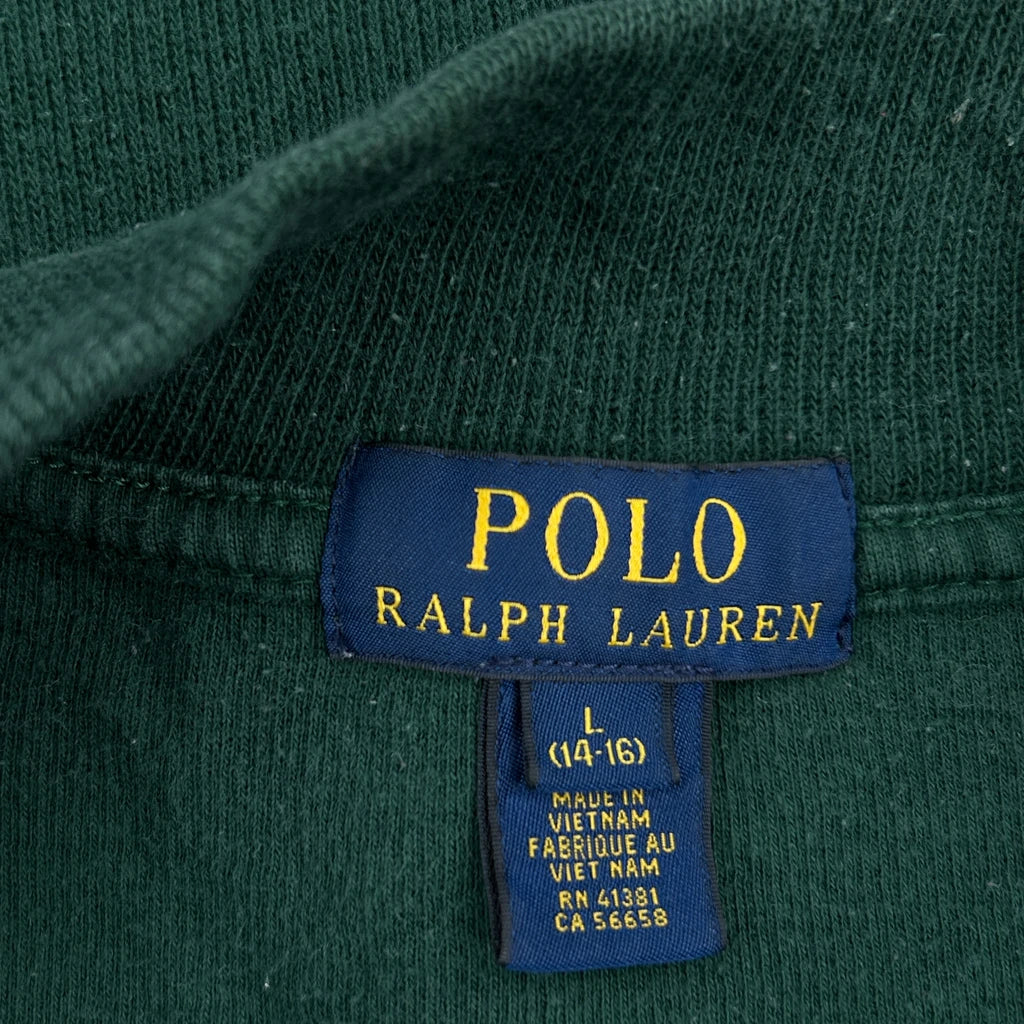 POLO
RALPH LAUREN
L
(14-16)
MADE IN
VIETNAM
FABRIQUE AU
VIET NAM
RN 41381
CA 56658